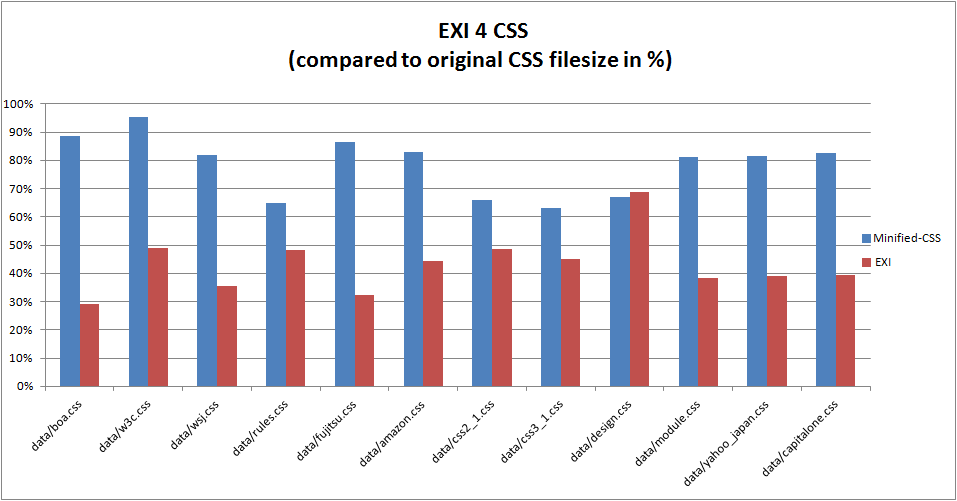 EXI 4 CSS
(compared to original CSS filesize in %)
100%
90%
80%
70%
60%
50%
40%
30%
20%
10%
0%
data/boa.css
data/w3c.css
data/wsj.css
data/rules.css
data/fujitsu.css
data/amazon.css
data/css2_1.css
data/css3_1.css
data/design.css
data/module.css
data/yahoo_japan.css
data/capitalone.css
Minified-CSS
EXI